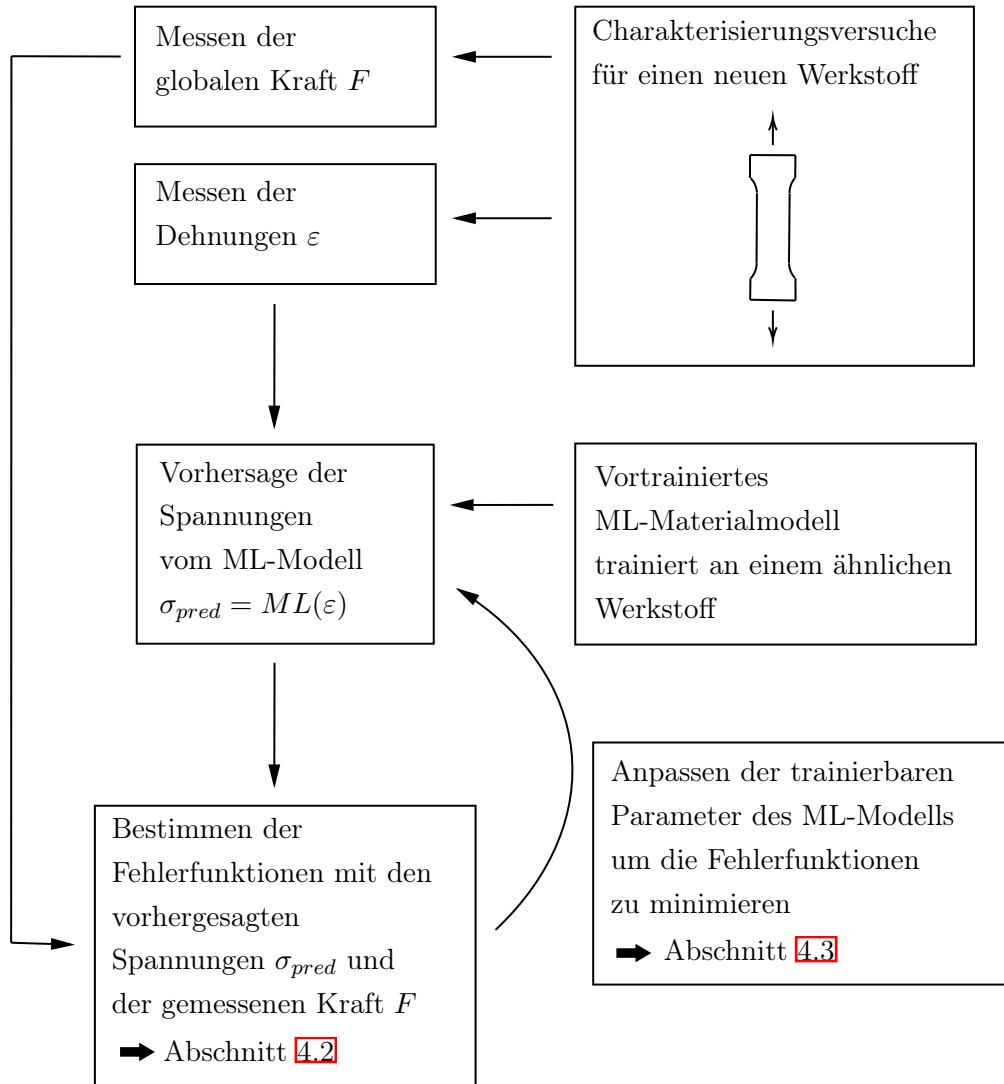 Messen der
globalen Kraft F
Charakterisierungsversuche
für einen neuen Werkstoff
Messen der
Dehnungen ε
Vorhersage der
Spannungen
vom ML-Modell
σ_pred = ML(ε)
Vortrainiertes
ML-Materialmodell
trainiert an einem ähnlichen
Werkstoff
Anpassen der trainierbaren
Parameter des ML-Modells
um die Fehlerfunktionen
zu minimieren
➡ Abschnitt 4.3
Bestimmen der
Fehlerfunktionen mit den
vorhergesagten
Spannungen σ_pred und
der gemessenen Kraft F
➡ Abschnitt 4.2